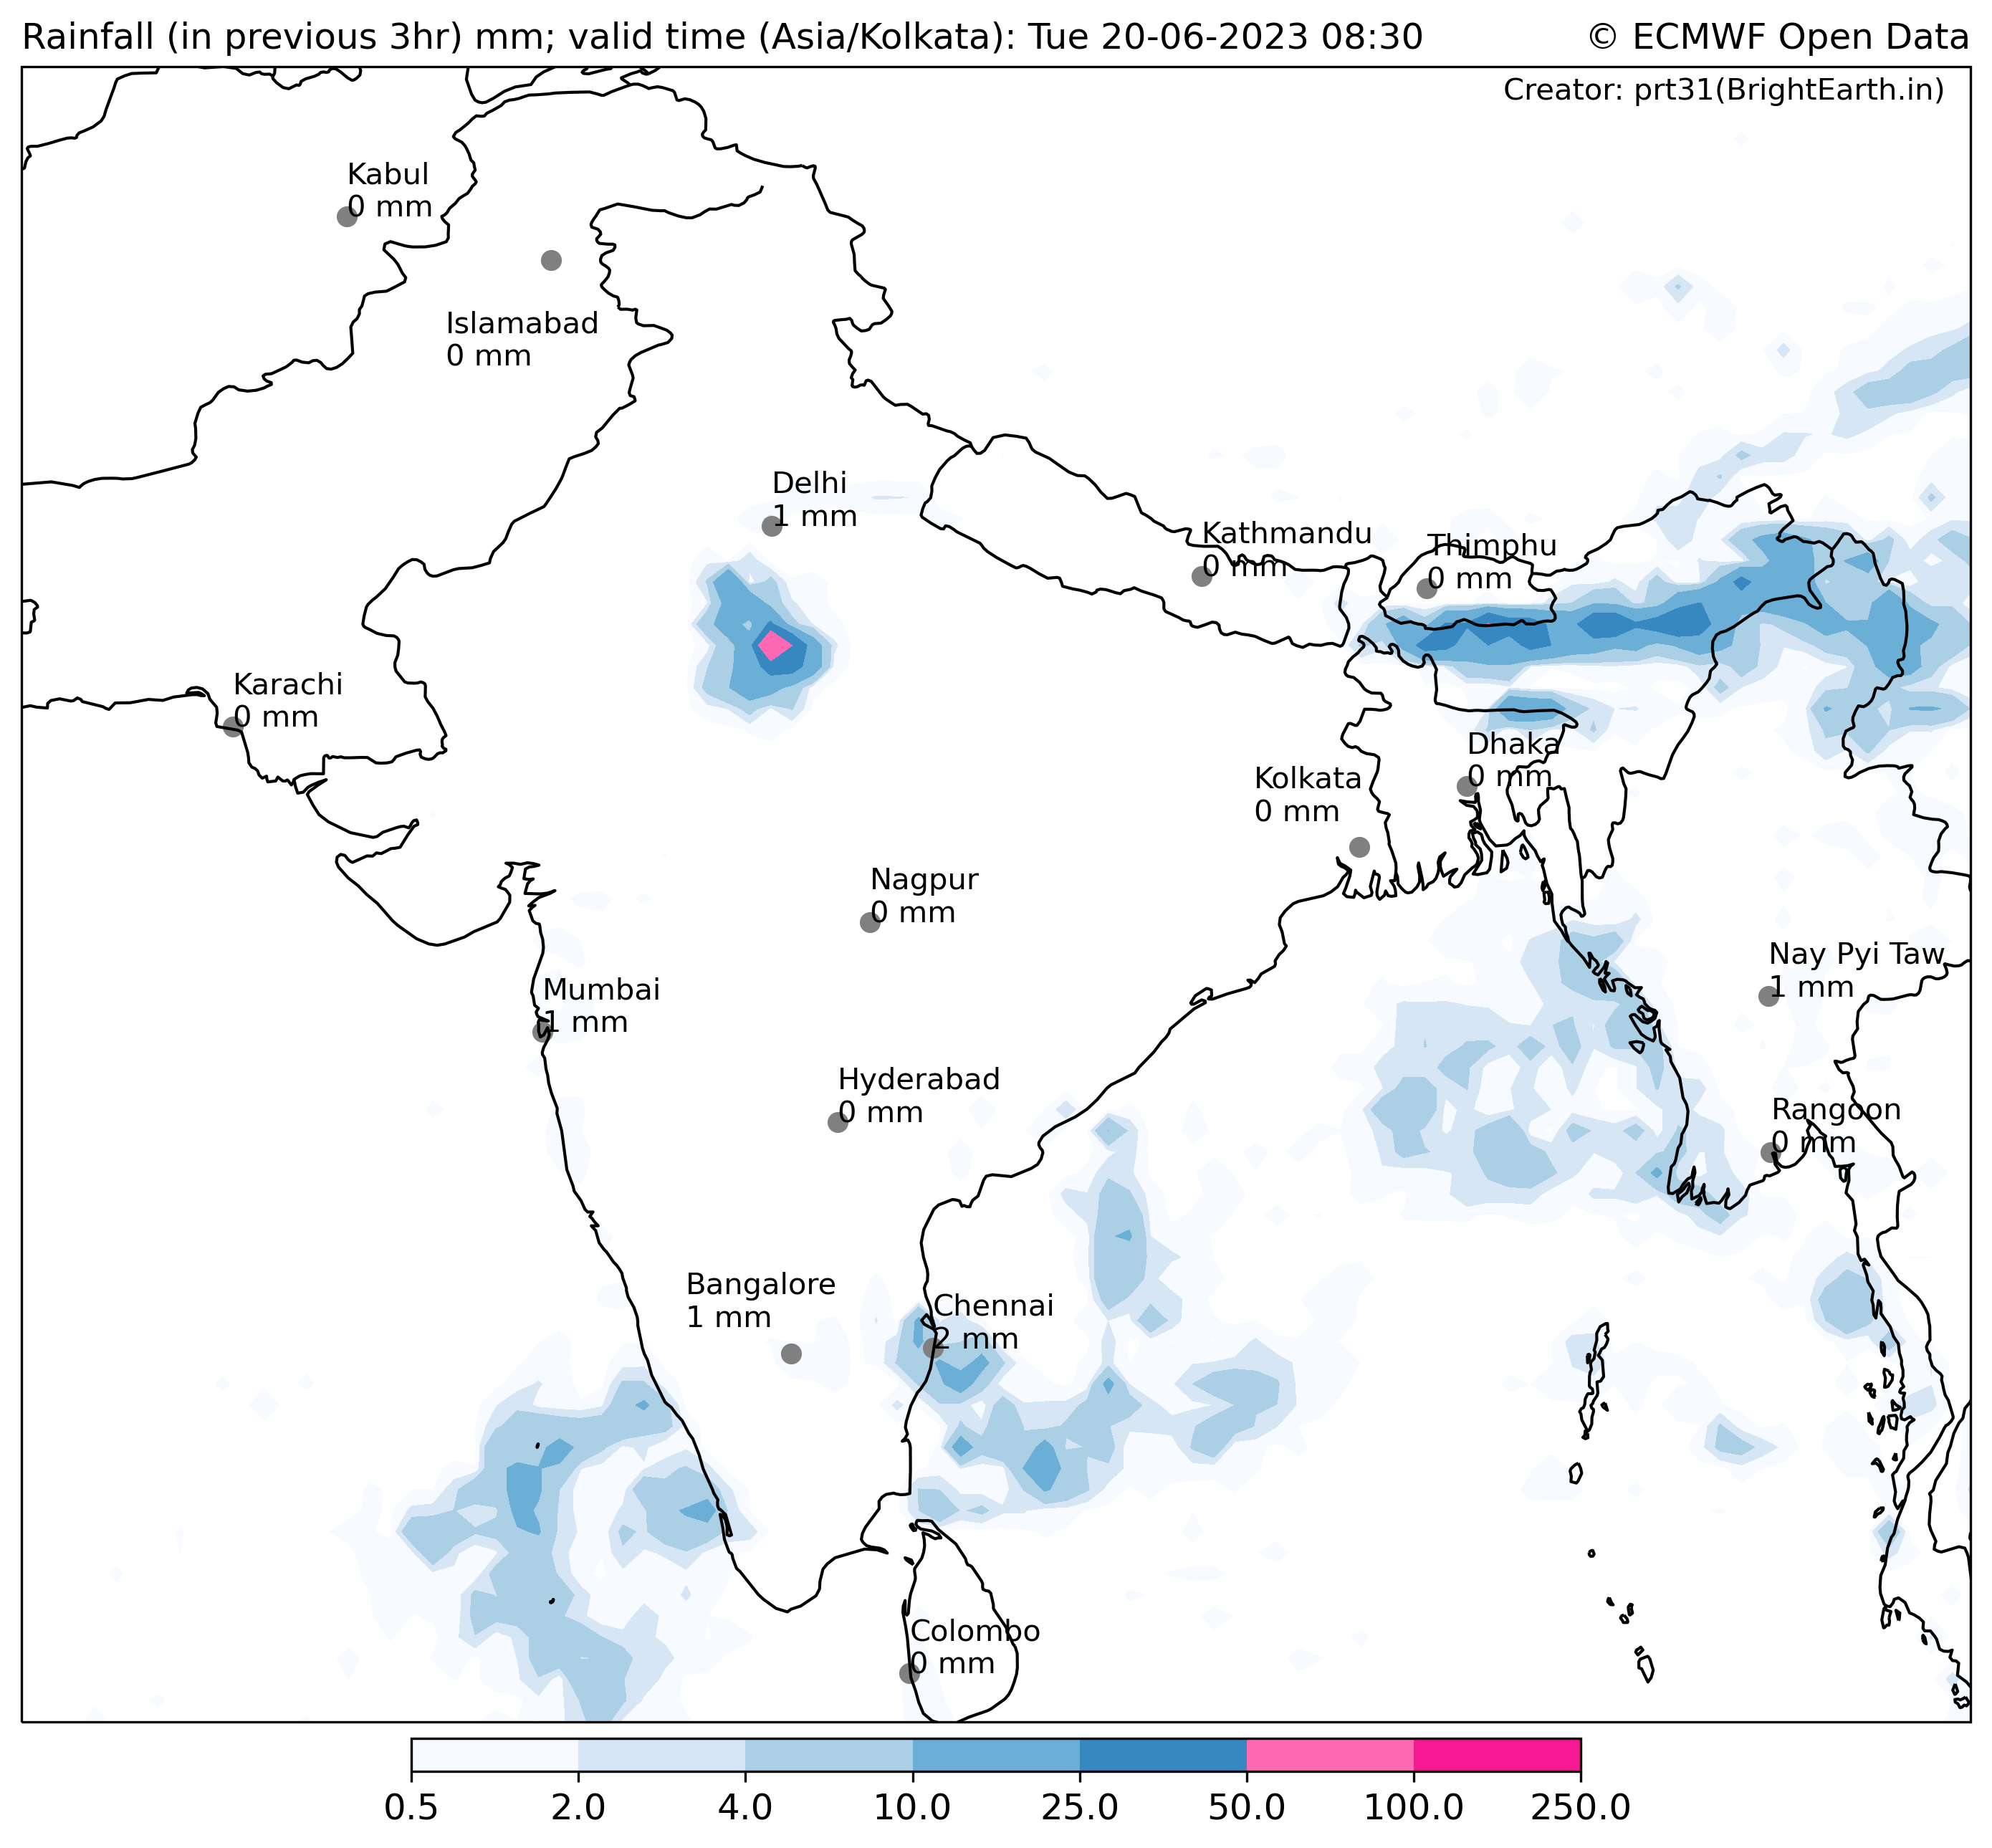 Rainfall (in previous 3hr) mm; valid time (Asia/Kolkata): Tue 20-06-2023 08:30
© ECMWF Open Data
Creator: prt31(BrightEarth.in)
Kabul
0 mm
Islamabad
0 mm
Delhi
1 mm
Kathmandu
0 mm
Thimphu
0 mm
Karachi
0 mm
Dhaka
0 mm
Kolkata
0 mm
Nagpur
0 mm
Nay Pyi Taw
1 mm
Mumbai
1 mm
Hyderabad
0 mm
Rangoon
0 mm
Bangalore
1 mm
Chennai
2 mm
Colombo
0 mm
0.5 2.0 4.0 10.0 25.0 50.0 100.0 250.0